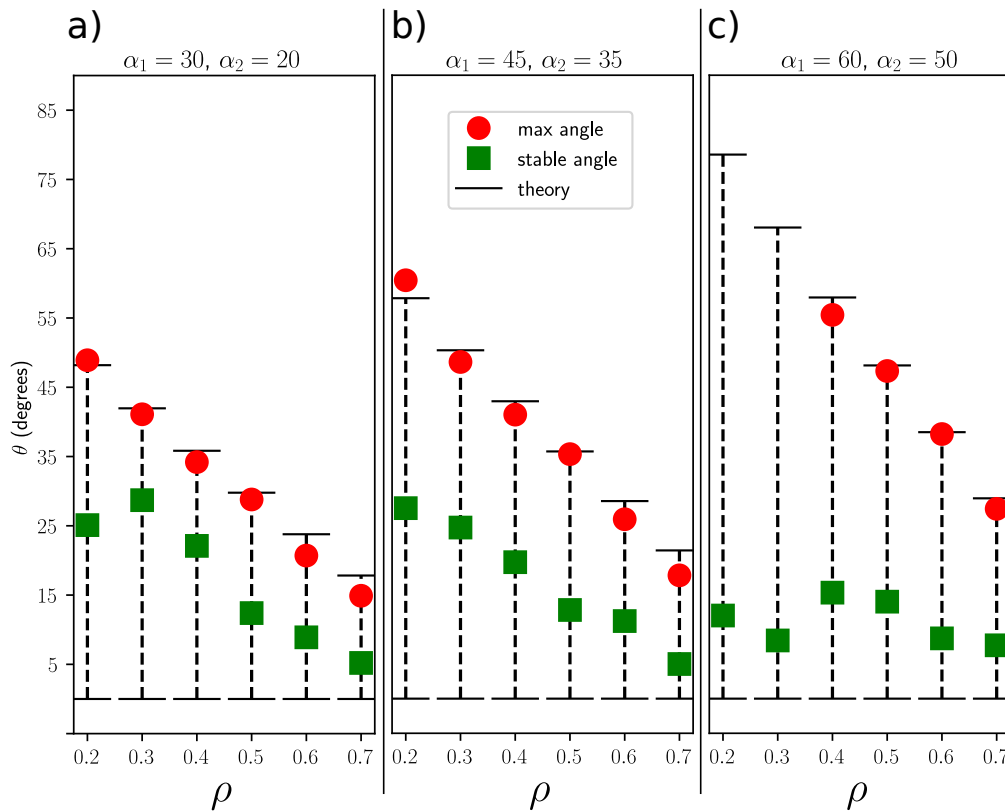 a)
b)
c)
α₁ = 30, α₂ = 20
α₁ = 45, α₂ = 35
α₁ = 60, α₂ = 50
85
75
65
55
45
35
25
15
5
θ (degrees)
max angle
stable angle
theory
0.2 0.3 0.4 0.5 0.6 0.7
0.2 0.3 0.4 0.5 0.6 0.7
0.2 0.3 0.4 0.5 0.6 0.7
ρ
ρ
ρ